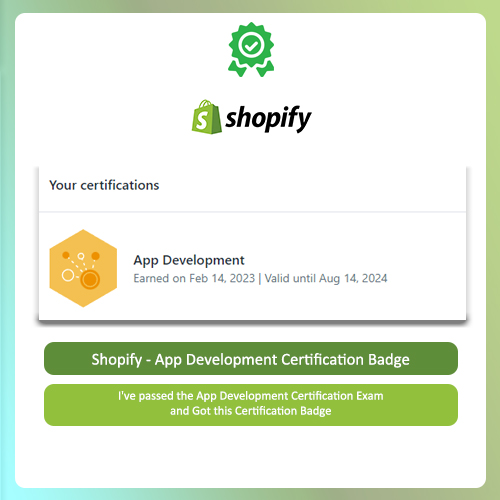 shopify
Your certifications
App Development
Earned on Feb 14, 2023 | Valid until Aug 14, 2024
Shopify - App Development Certification Badge
I've passed the App Development Certification Exam
and Got this Certification Badge